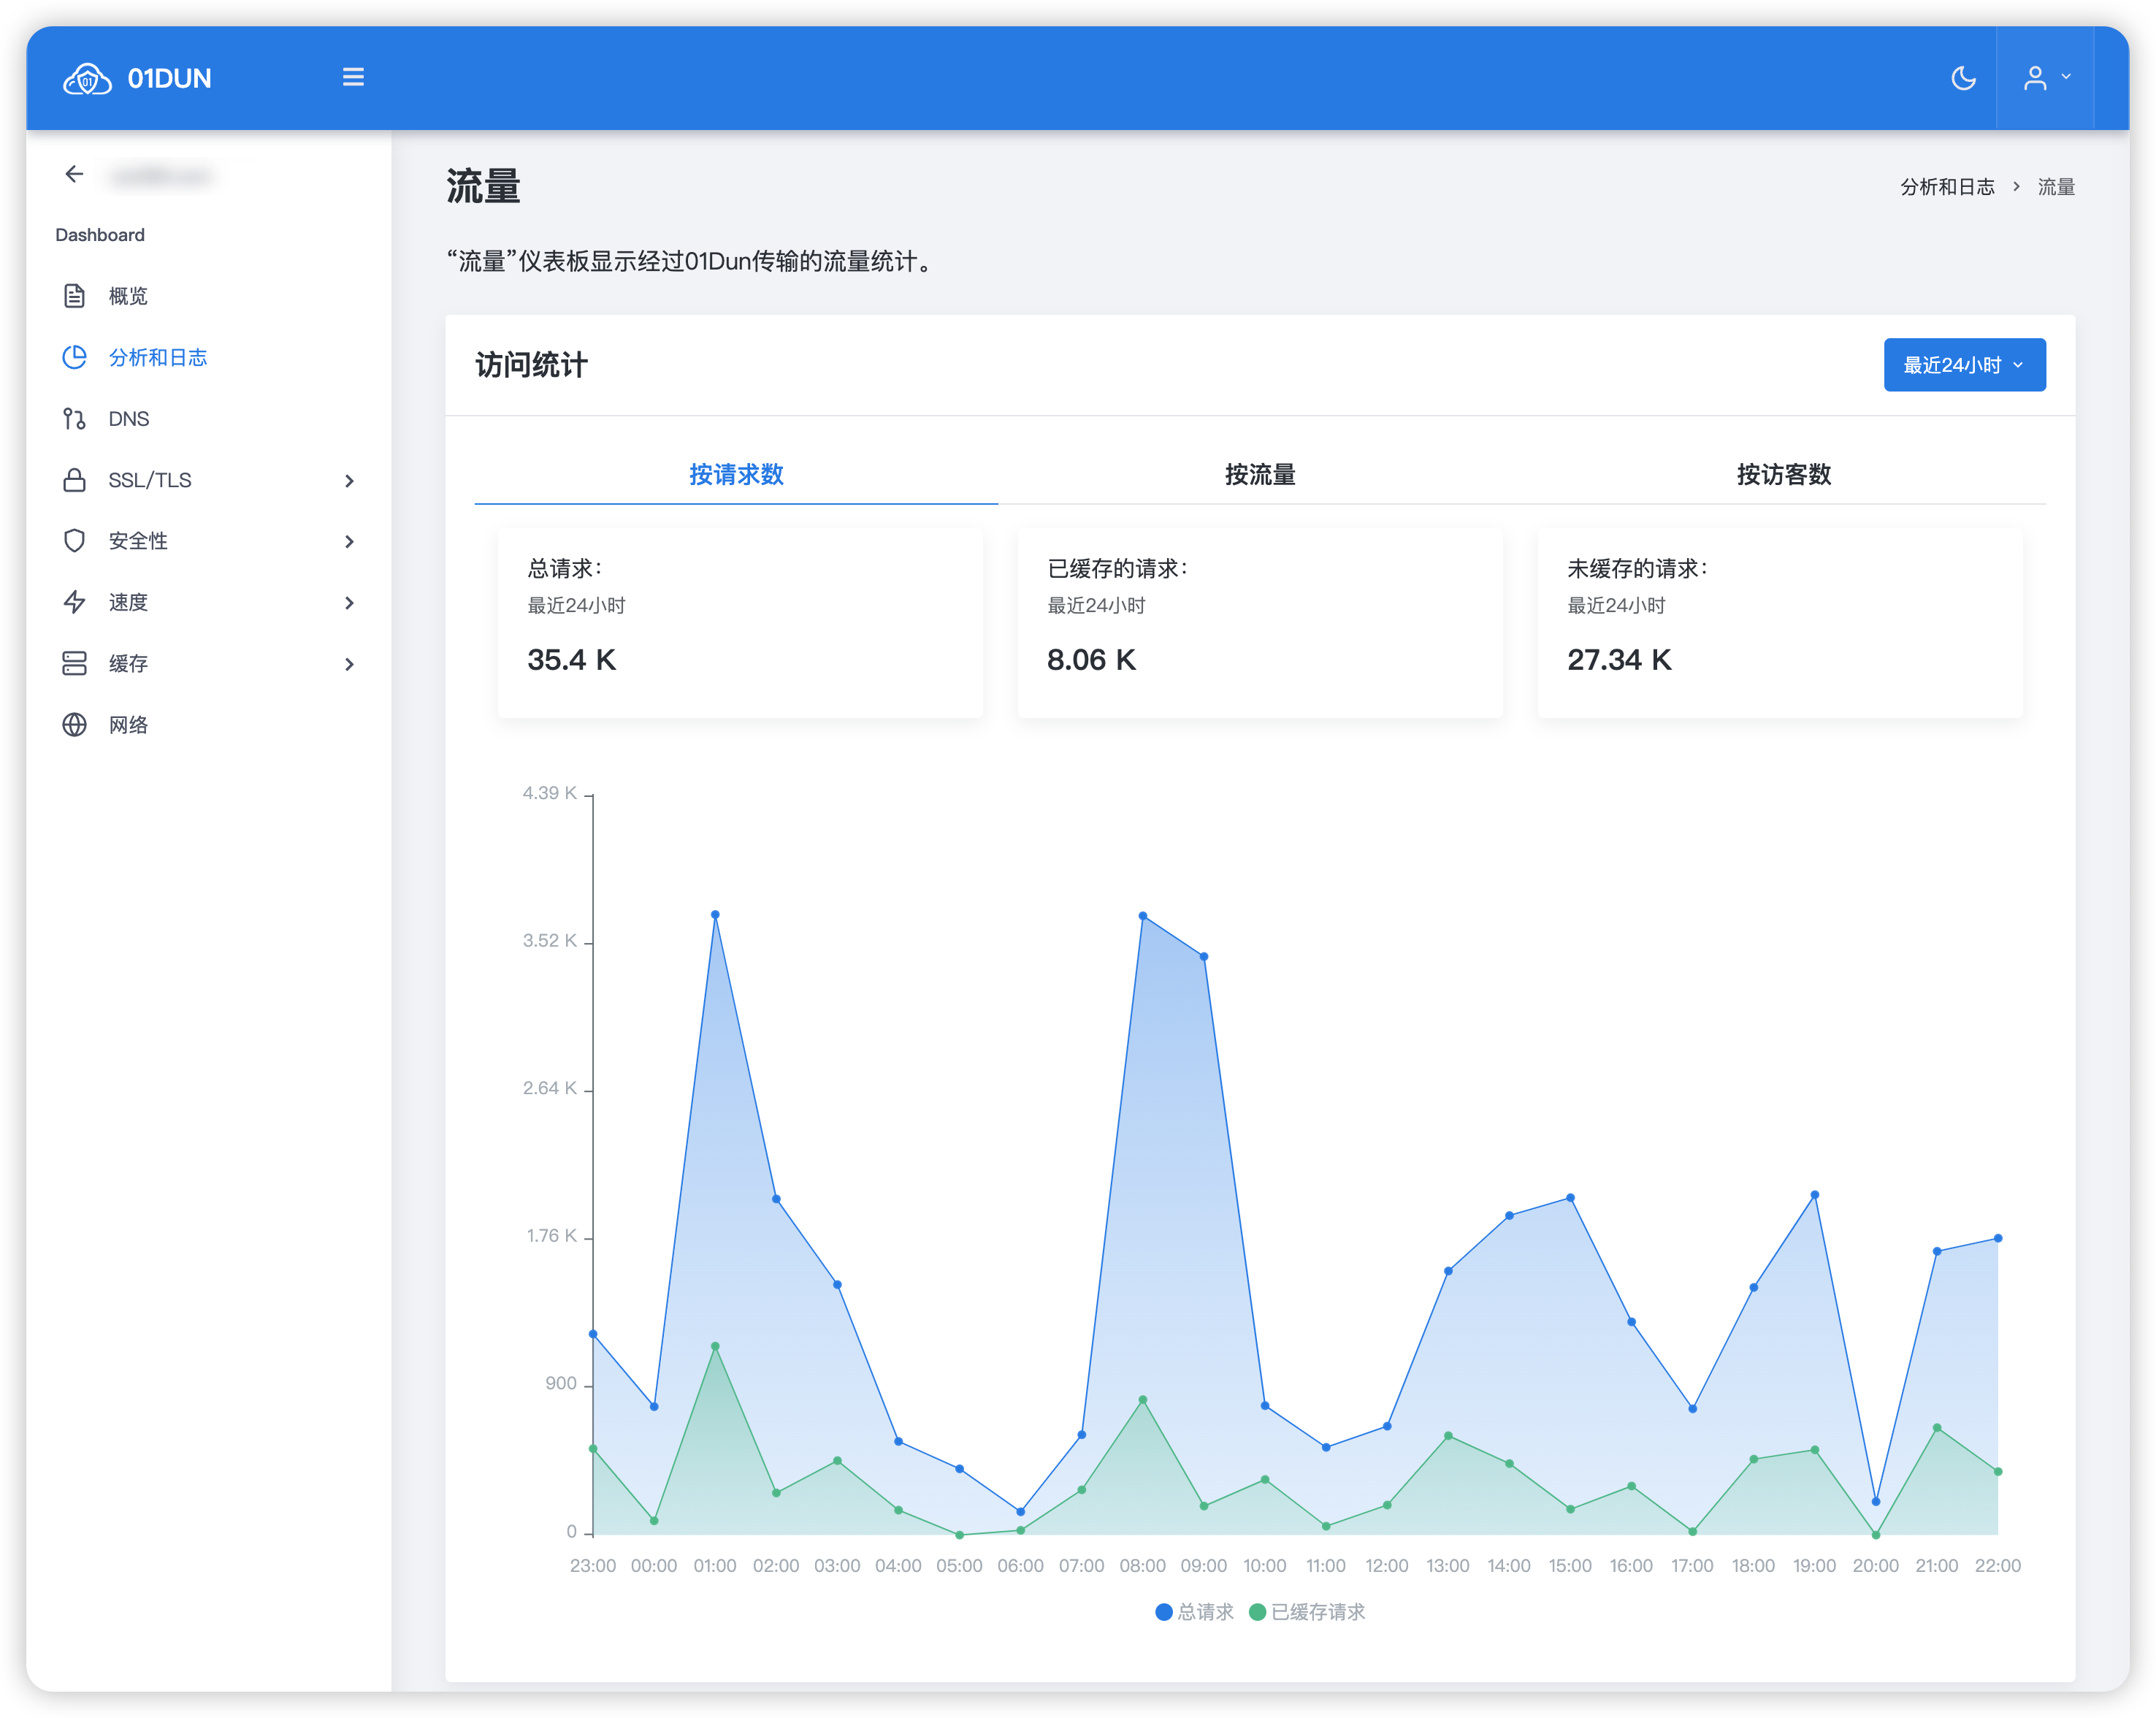 01DUN
Dashboard
概览
分析和日志
DNS
SSL/TLS
安全性
速度
缓存
网络
流量
分析和日志 > 流量
“流量”仪表板显示经过01Dun传输的流量统计。
访问统计
最近24小时
按请求数 按流量 按访客数
总请求: 已缓存的请求: 未缓存的请求:
最近24小时 最近24小时 最近24小时
35.4 K 8.06 K 27.34 K
4.39 K
3.52 K
2.64 K
1.76 K
900
0
23:00 00:00 01:00 02:00 03:00 04:00 05:00 06:00 07:00 08:00 09:00 10:00 11:00 12:00 13:00 14:00 15:00 16:00 17:00 18:00 19:00 20:00 21:00 22:00
总请求 已缓存请求